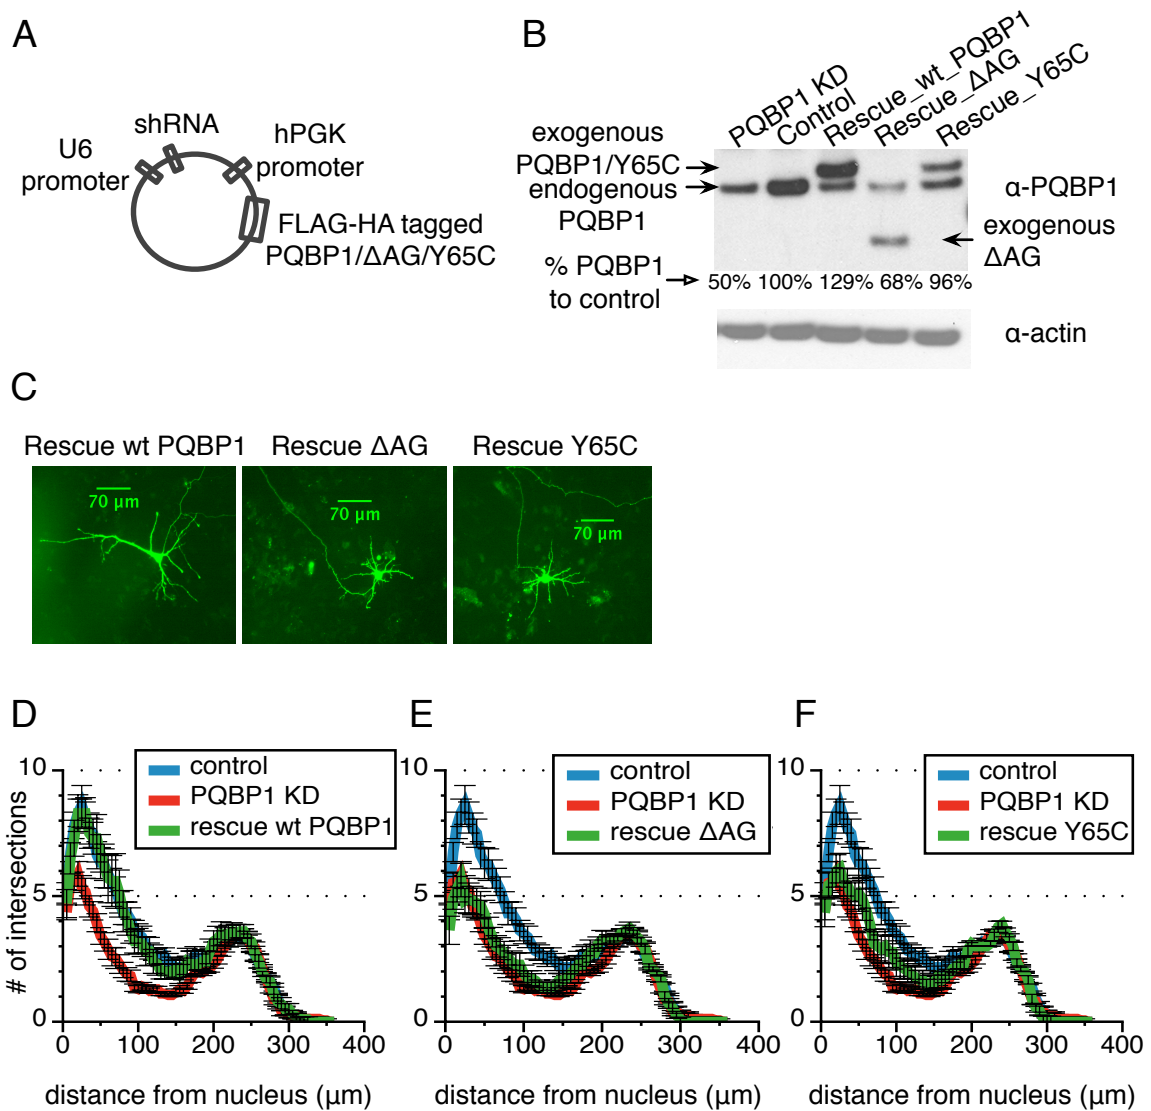 A
U6
promoter
shRNA
hPGK
promoter
FLAG-HA tagged
PQBP1/ΔAG/Y65C
B
PQBP1 KD
Control
Rescue_wt_PQBP1
Rescue_ΔAG
Rescue_Y65C
exogenous
PQBP1/Y65C
endogenous
PQBP1
α-PQBP1
exogenous
ΔAG
% PQBP1
to control
50% 100% 129% 68% 96%
α-actin
C
Rescue wt PQBP1
Rescue ΔAG
Rescue Y65C
70 µm
70 µm
70 µm
D
# of intersections
10
5
0
control
PQBP1 KD
rescue wt PQBP1
0 100 200 300 400
distance from nucleus (µm)
E
10
5
0
control
PQBP1 KD
rescue ΔAG
0 100 200 300 400
distance from nucleus (µm)
F
10
5
0
control
PQBP1 KD
rescue Y65C
0 100 200 300 400
distance from nucleus (µm)